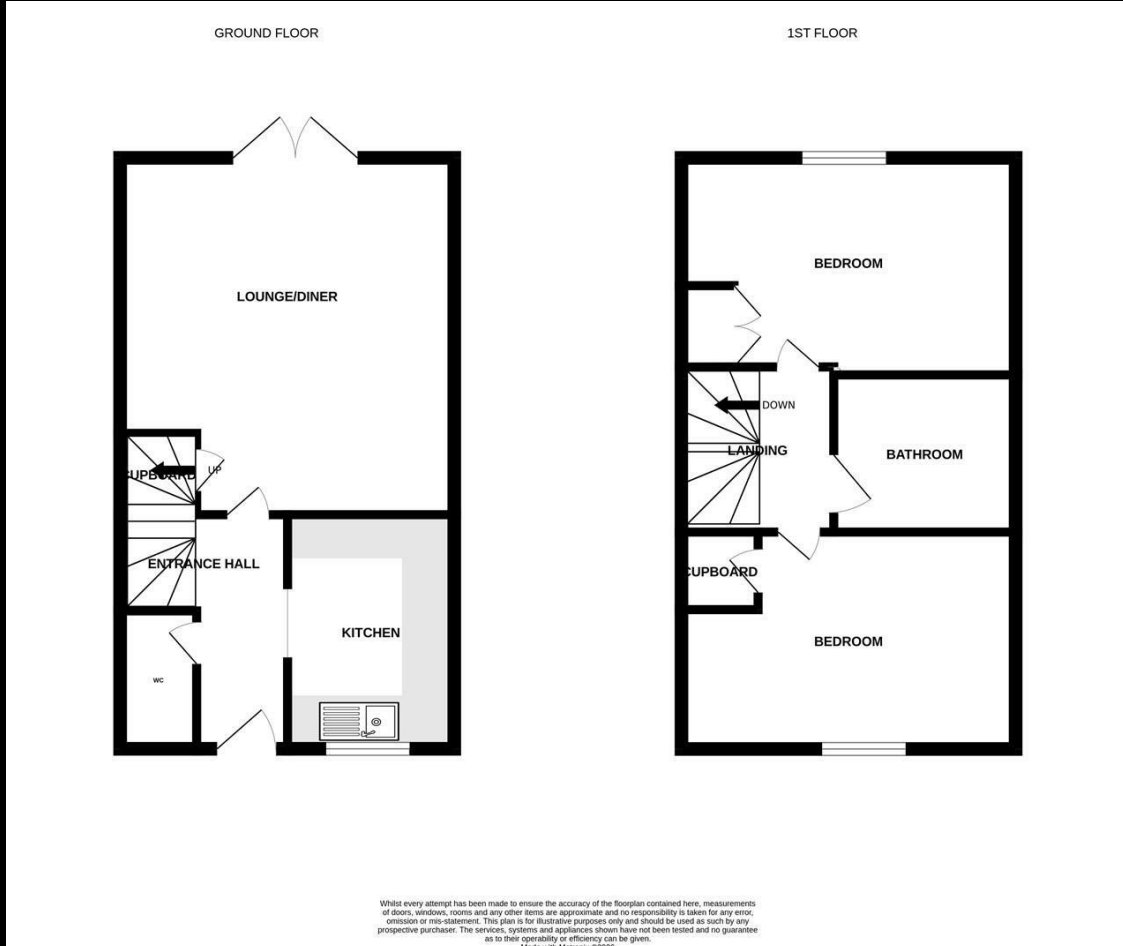 GROUND FLOOR
1ST FLOOR
LOUNGE/DINER
UP
CUPBOARD
ENTRANCE HALL
KITCHEN
WC
BEDROOM
DOWN
LANDING
BATHROOM
CUPBOARD
BEDROOM
Whilst every attempt has been made to ensure the accuracy of the floorplan contained here, measurements
of doors, windows, rooms and any other items are approximate and no responsibility is taken for any error,
omission or mis-statement. This plan is for illustrative purposes only and should be used as such by any
prospective purchaser. The services, systems and appliances shown have not been tested and no guarantee
as to their operability or efficiency can be given.